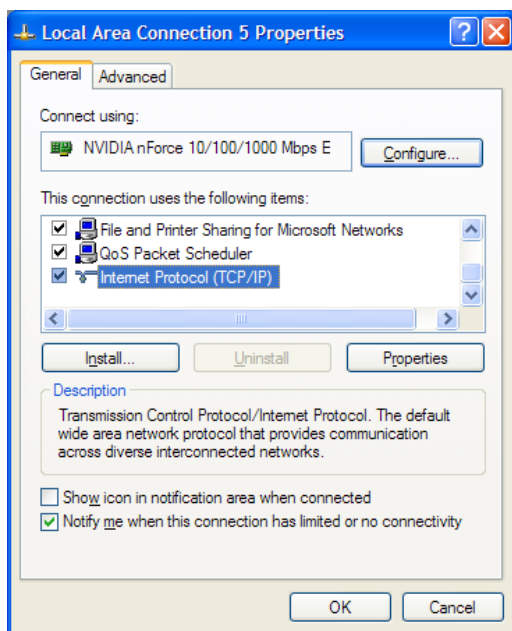 Local Area Connection 5 Properties
General Advanced
Connect using:
NVIDIA nForce 10/100/1000 Mbps E Configure...
This connection uses the following items:
File and Printer Sharing for Microsoft Networks
QoS Packet Scheduler
Internet Protocol (TCP/IP)
Install... Uninstall Properties
Description
Transmission Control Protocol/Internet Protocol. The default
wide area network protocol that provides communication
across diverse interconnected networks.
Show icon in notification area when connected
Notify me when this connection has limited or no connectivity
OK Cancel